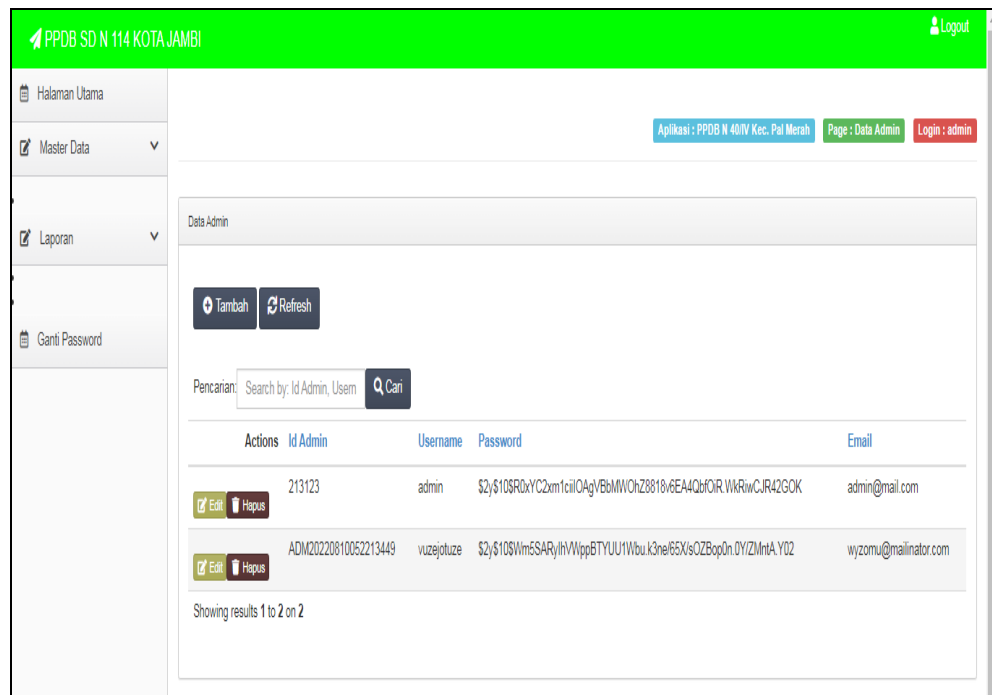 PPDB SD N 114 KOTA JAMBI
Logout
Halaman Utama
Master Data
Laporan
Ganti Password
Aplikasi : PPDB N 40/IV Kec. Pal Merah
Page : Data Admin
Login : admin
Data Admin
Tambah
Refresh
Pencarian: Search by: Id Admin, Usern Cari
Actions Id Admin Username Password Email
Edit Hapus 213123 admin $2y$10$R0xYC2xm1ciilOAgVBbMWOhZ8818v6EA4QbfOiR.WkRiwCJR42GOK admin@mail.com
Edit Hapus ADM20220810052213449 vuzejotuze $2y$10$Wm5SARyIhVWppBTYUU1Wbu.k3ne/65X/sOZBop0n.0Y/ZMntA.Y02 wyzomu@mailinator.com
Showing results 1 to 2 on 2